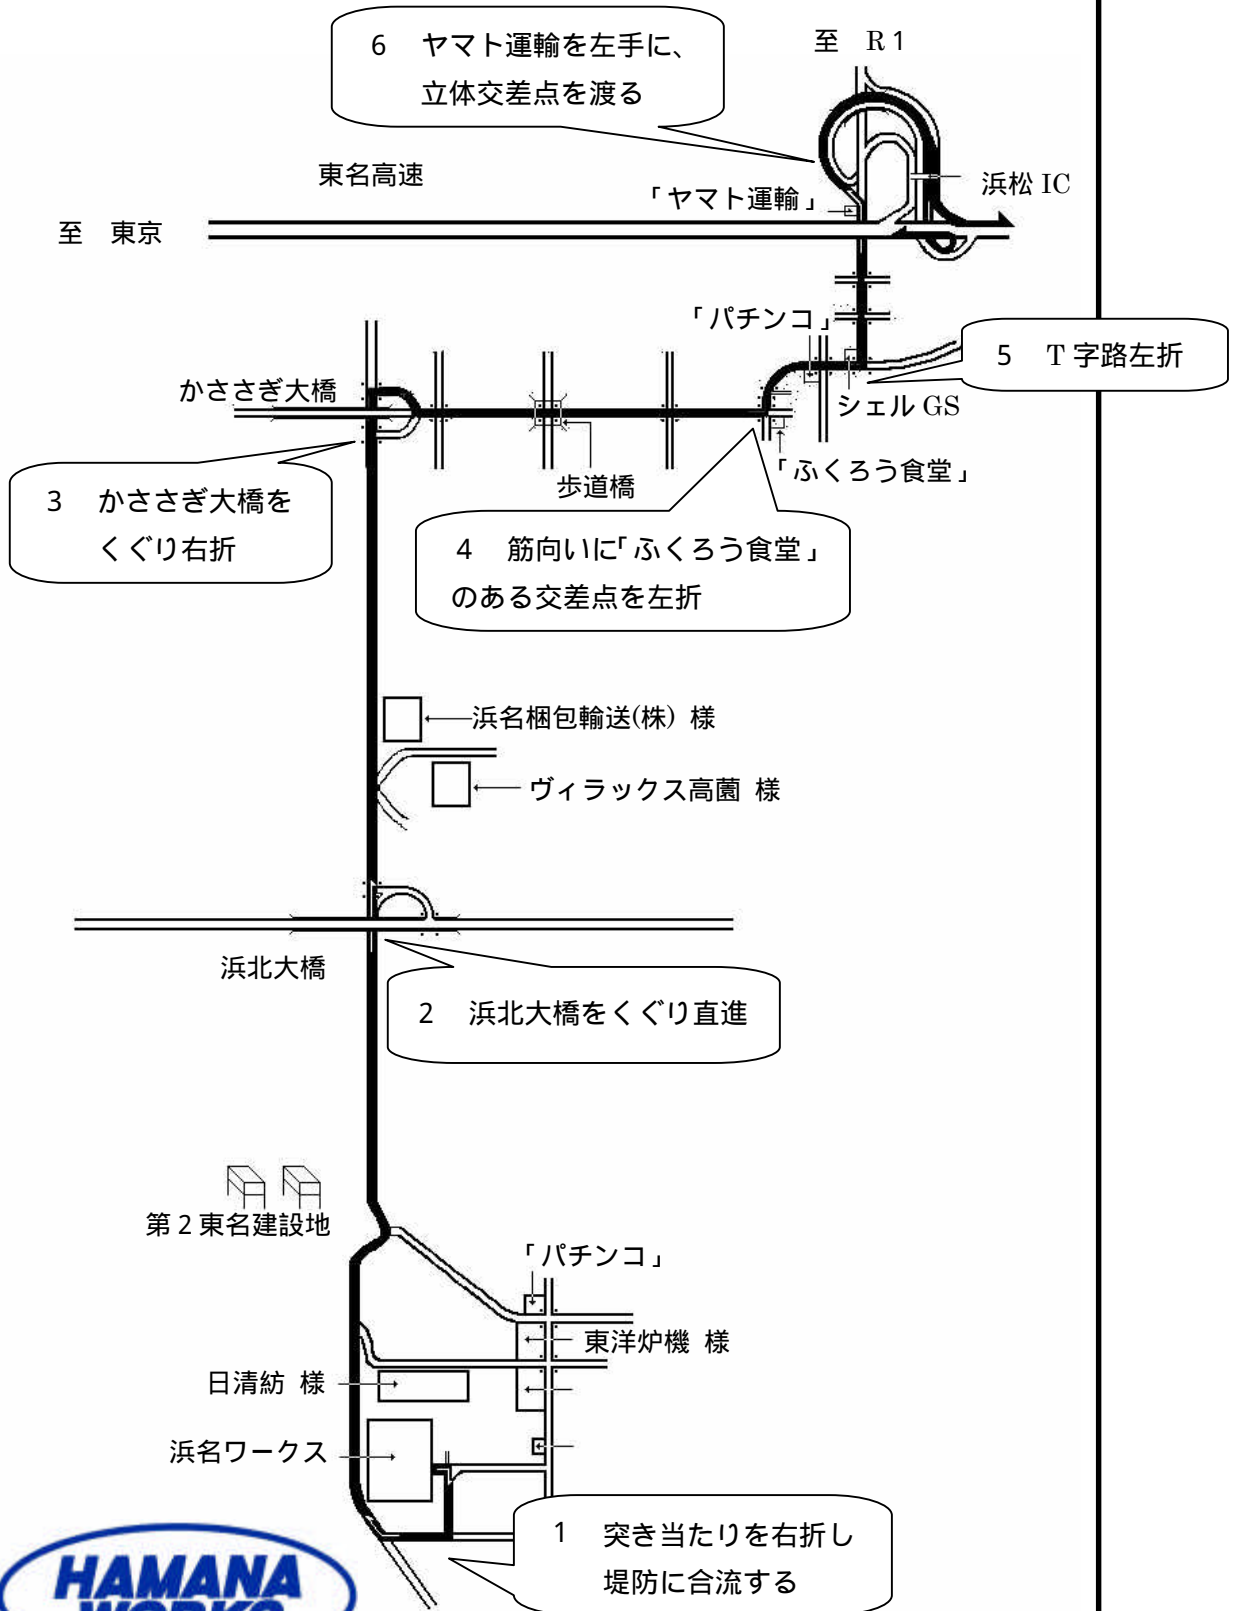 6 ヤマト運輸を左手に、
立体交差点を渡る
至 R1
東名高速
「ヤマト運輸」
浜松 IC
至 東京
「パチンコ」
5 T字路左折
かささぎ大橋
シェル GS
「ふくろう食堂」
歩道橋
3 かささぎ大橋を
くぐり右折
4 筋向いに「ふくろう食堂」
のある交差点を左折
浜名梱包輸送(株) 様
ヴィラックス高薗 様
浜北大橋
2 浜北大橋をくぐり直進
第2東名建設地
「パチンコ」
東洋炉機 様
日清紡 様
浜名ワークス
1 突き当たりを右折し
堤防に合流する
HAMANA
WORKS